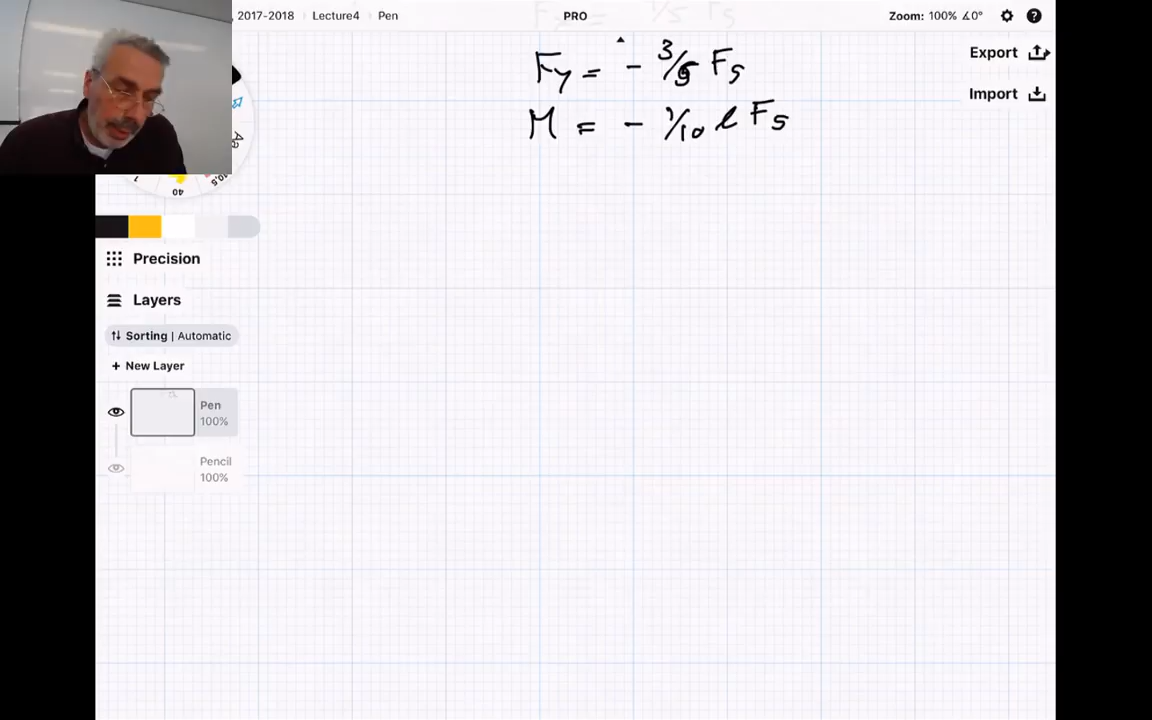 2017-2018 Lecture4 Pen PRO Zoom: 100% ∠0°
Export
Import
Fy = - 3/5 Fs
M = - 1/10 l Fs
40
Precision
Layers
Sorting | Automatic
+ New Layer
Pen
100%
Pencil
100%